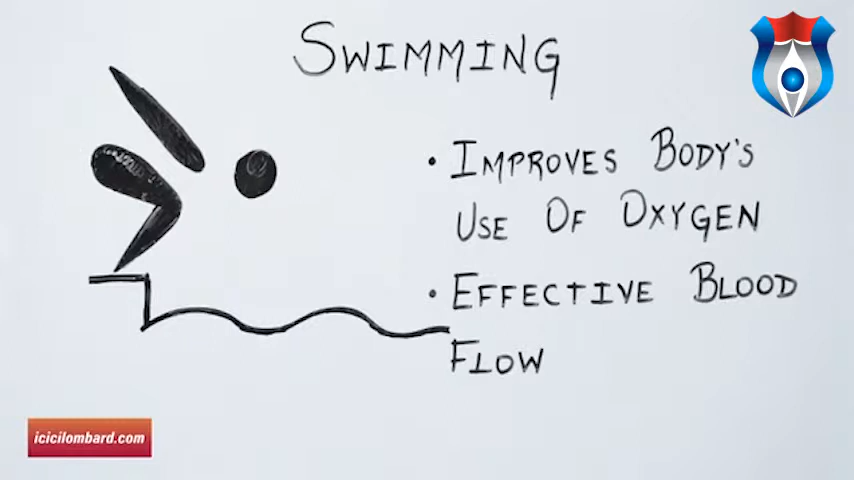 SWIMMING
• IMPROVES BODY'S
USE OF OXYGEN
• EFFECTIVE BLOOD
FLOW
icicilombard.com